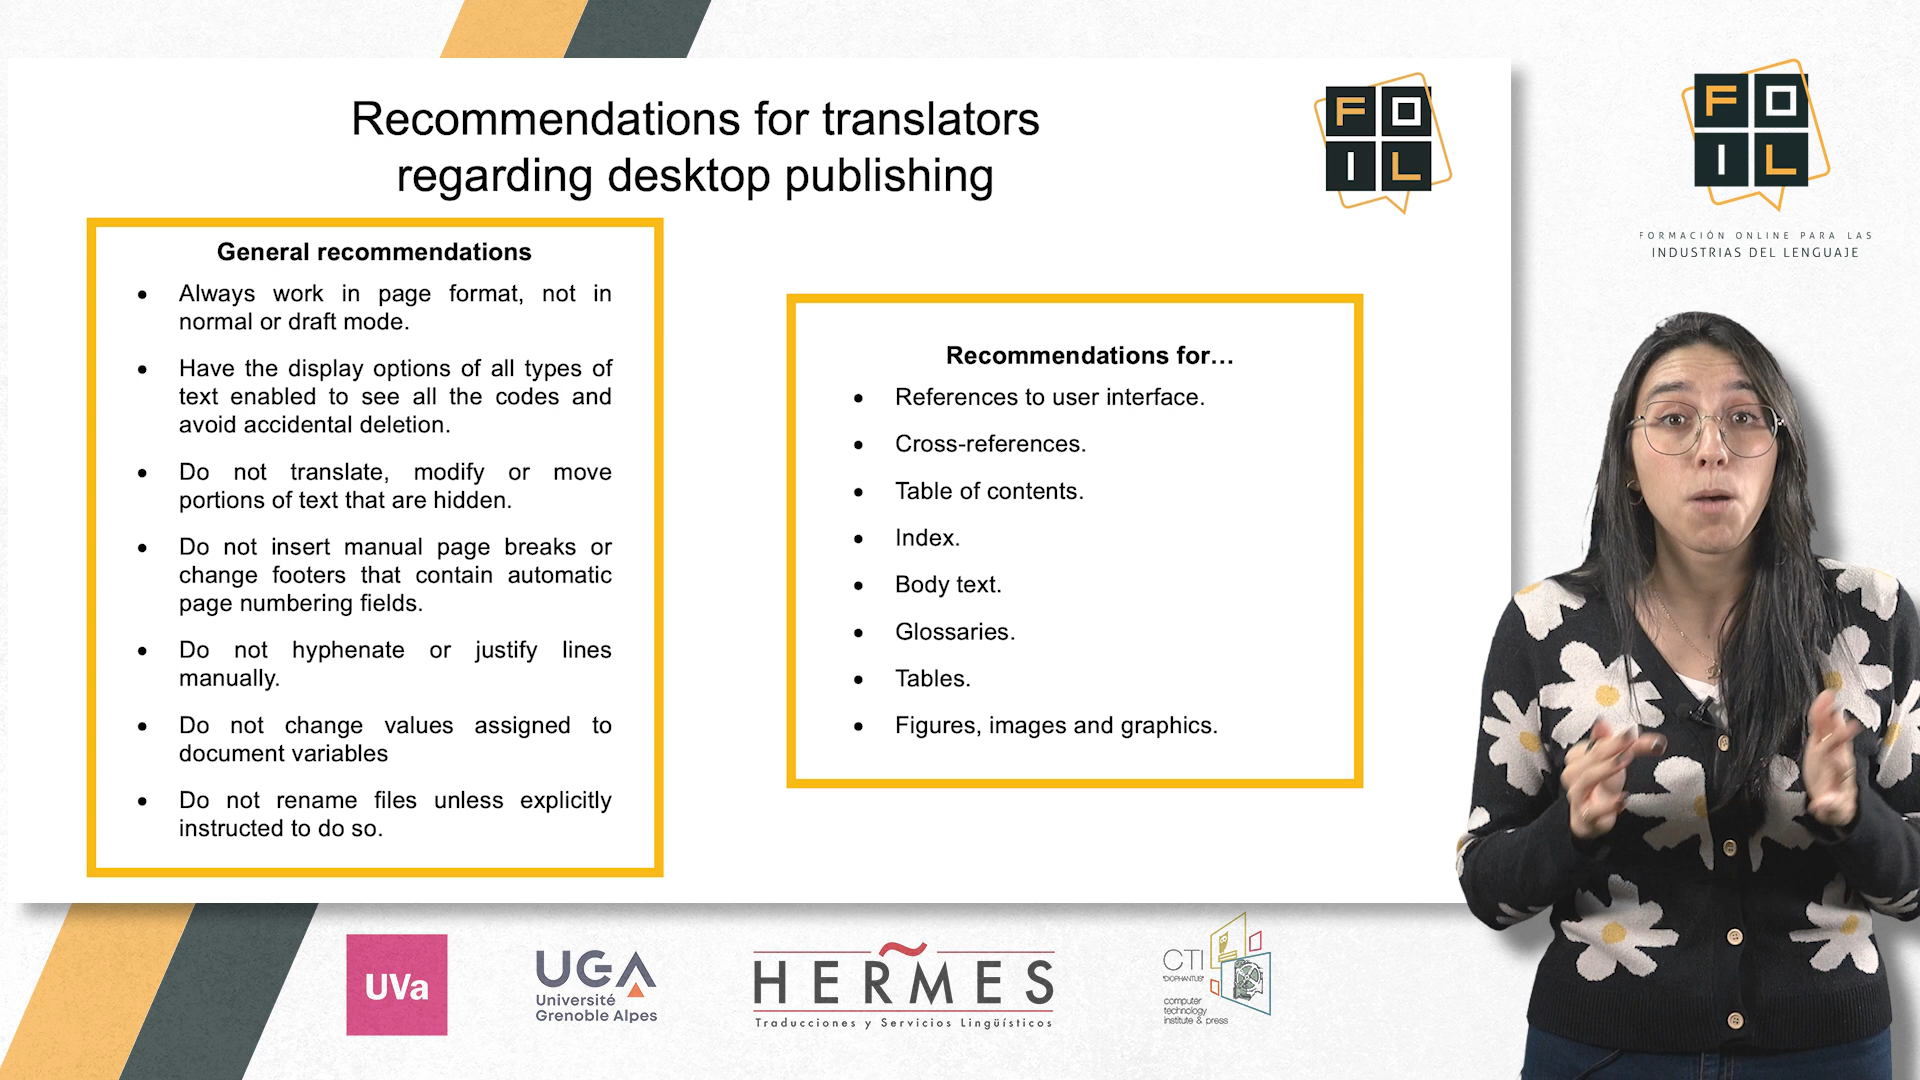 Recommendations for translators
regarding desktop publishing
General recommendations
• Always work in page format, not in
normal or draft mode.
• Have the display options of all types of
text enabled to see all the codes and
avoid accidental deletion.
• Do not translate, modify or move
portions of text that are hidden.
• Do not insert manual page breaks or
change footers that contain automatic
page numbering fields.
• Do not hyphenate or justify lines
manually.
• Do not change values assigned to
document variables
• Do not rename files unless explicitly
instructed to do so.
Recommendations for…
• References to user interface.
• Cross-references.
• Table of contents.
• Index.
• Body text.
• Glossaries.
• Tables.
• Figures, images and graphics.
FO
IL
FO
IL
FORMACIÓN ONLINE PARA LAS
INDUSTRIAS DEL LENGUAJE
UVa
UGA
Université
Grenoble Alpes
HERMES
Traducciones y Servicios Lingüísticos
CTI
"DIOPHANTUS"
computer
technology
institute & press